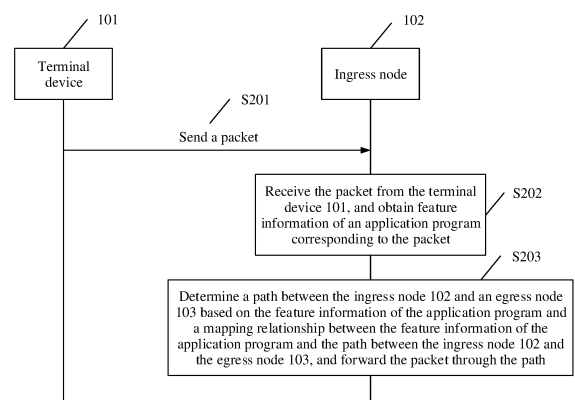 101
102
Terminal
device
Ingress node
S201
Send a packet
Receive the packet from the terminal
device 101, and obtain feature
information of an application program
corresponding to the packet
S202
S203
Determine a path between the ingress node 102 and an egress node
103 based on the feature information of the application program and
a mapping relationship between the feature information of the
application program and the path between the ingress node 102 and
the egress node 103, and forward the packet through the path